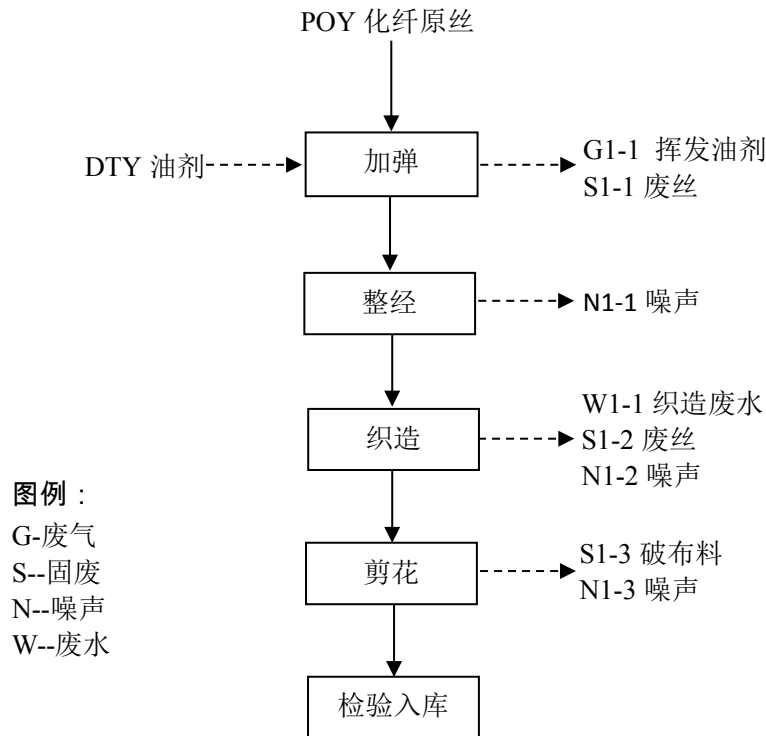 POY 化纤原丝
DTY 油剂
加弹
G1-1 挥发油剂
S1-1 废丝
整经
N1-1 噪声
织造
W1-1 织造废水
S1-2 废丝
N1-2 噪声
图例：
G-废气
S--固废
N--噪声
W--废水
剪花
S1-3 破布料
N1-3 噪声
检验入库